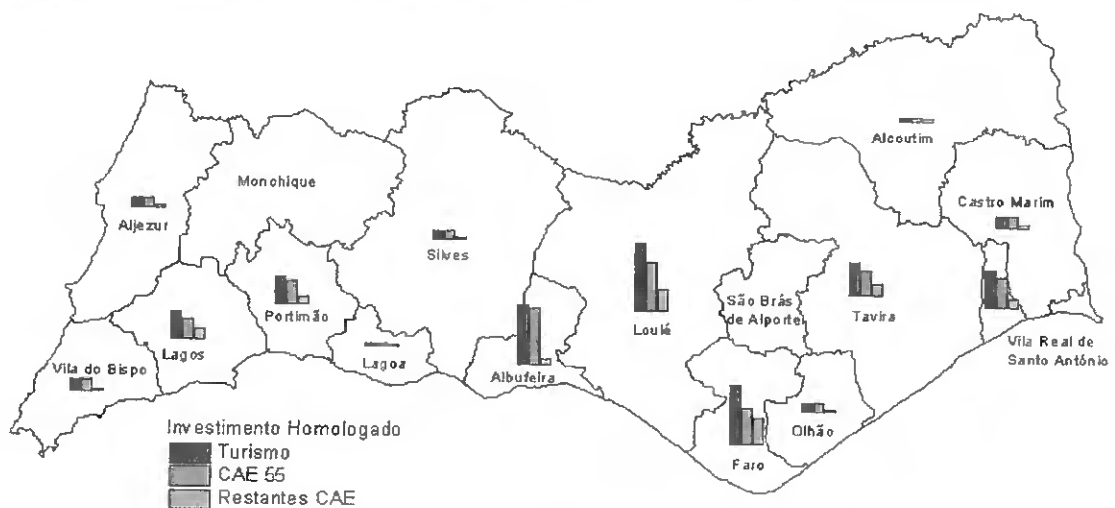 Alcoutim
Monchique
Castro Marim
Aljezur
Silves
São Brás
de Alportel
Portimão
Loulé
Tavira
Lagos
Lagoa
Vila Real de
Santo António
Vila do Bispo
Albufeira
Olhão
Faro
Investimento Homologado
Turismo
CAE 55
Restantes CAE